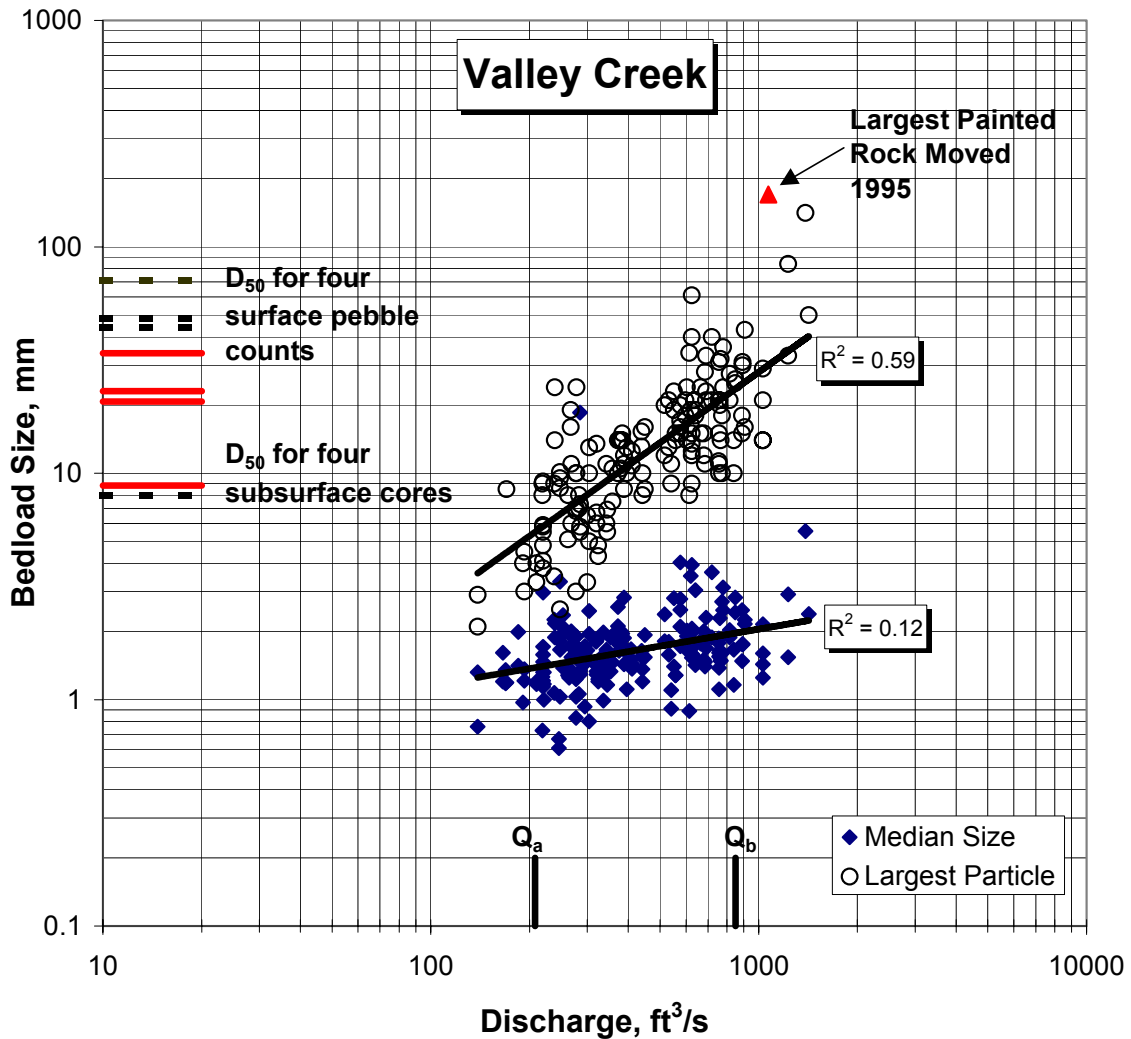 Valley Creek
1000
100
10
1
0.1
Bedload Size, mm
Largest Painted
Rock Moved
1995
D50 for four
surface pebble
counts
D50 for four
subsurface cores
R² = 0.59
R² = 0.12
Qa
Qb
Median Size
Largest Particle
10
100
1000
10000
Discharge, ft³/s